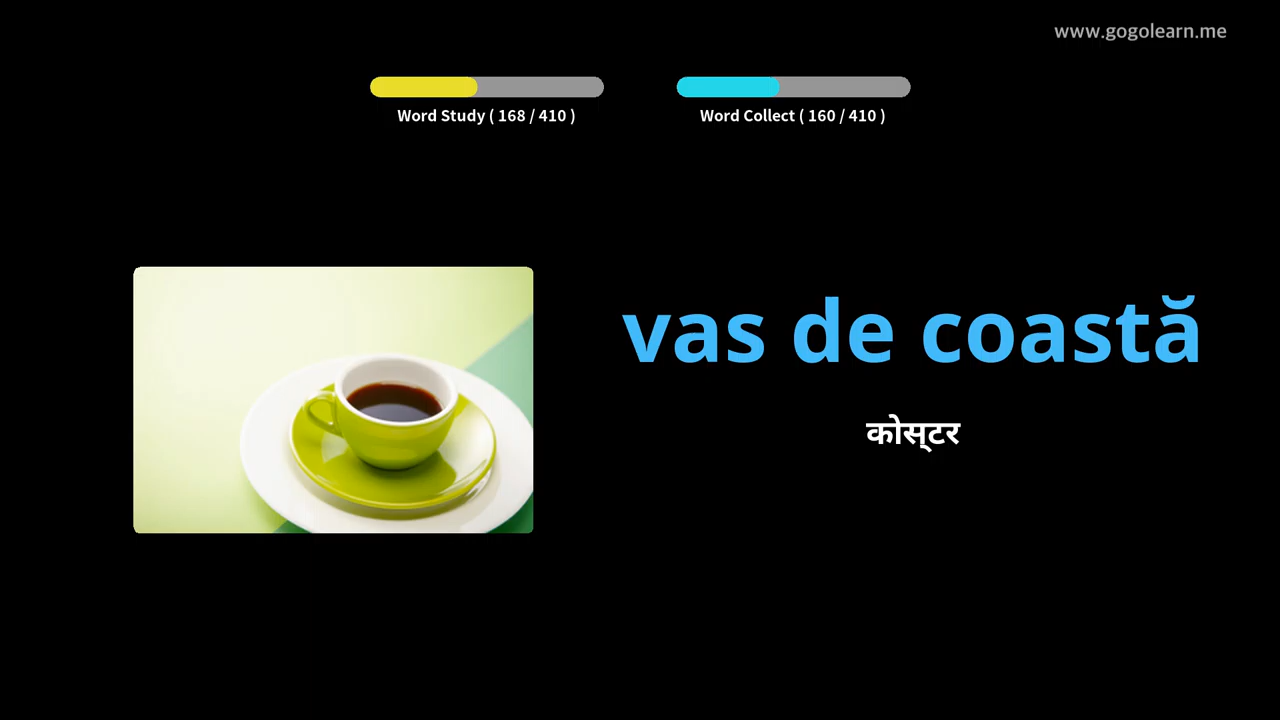 www.gogolearn.me
Word Study ( 168 / 410 )
Word Collect ( 160 / 410 )
vas de coastă
कोस्टर